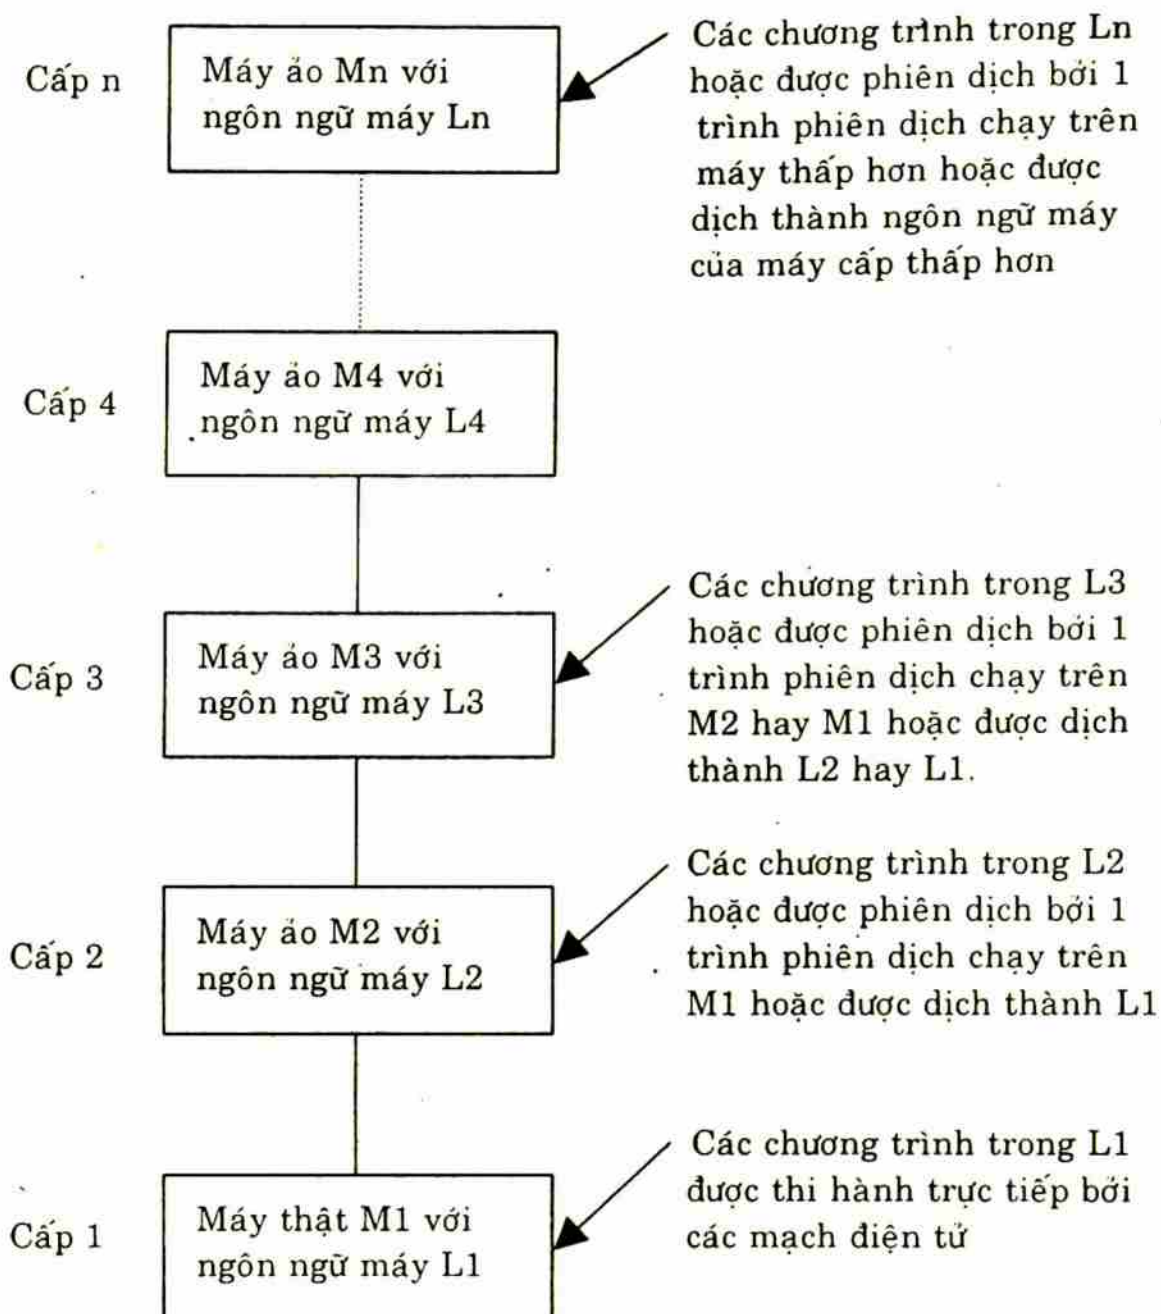 Cấp n
Máy ảo Mn với
ngôn ngữ máy Ln
Các chương trình trong Ln
hoặc được phiên dịch bởi 1
trình phiên dịch chạy trên
máy thấp hơn hoặc được
dịch thành ngôn ngữ máy
của máy cấp thấp hơn
Cấp 4
Máy ảo M4 với
ngôn ngữ máy L4
Cấp 3
Máy ảo M3 với
ngôn ngữ máy L3
Các chương trình trong L3
hoặc được phiên dịch bởi 1
trình phiên dịch chạy trên
M2 hay M1 hoặc được dịch
thành L2 hay L1.
Cấp 2
Máy ảo M2 với
ngôn ngữ máy L2
Các chương trình trong L2
hoặc được phiên dịch bởi 1
trình phiên dịch chạy trên
M1 hoặc được dịch thành L1
Cấp 1
Máy thật M1 với
ngôn ngữ máy L1
Các chương trình trong L1
được thi hành trực tiếp bởi
các mạch điện tử